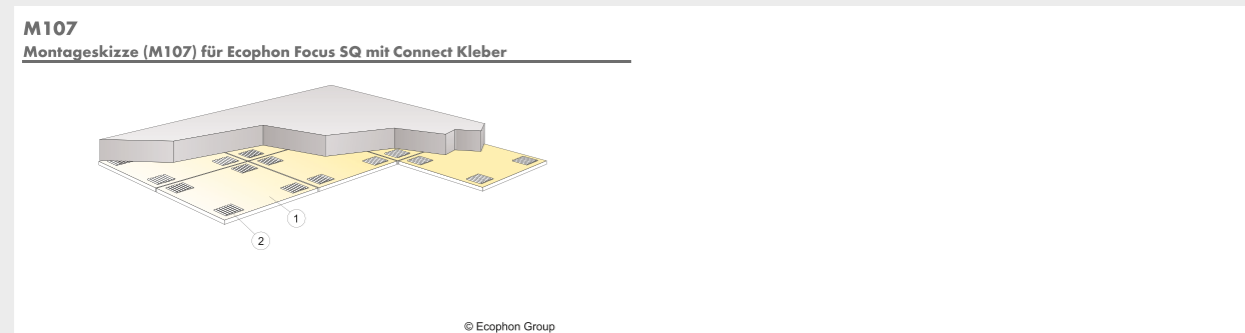 M107
Montageskizze (M107) für Ecophon Focus SQ mit Connect Kleber
1
2
© Ecophon Group